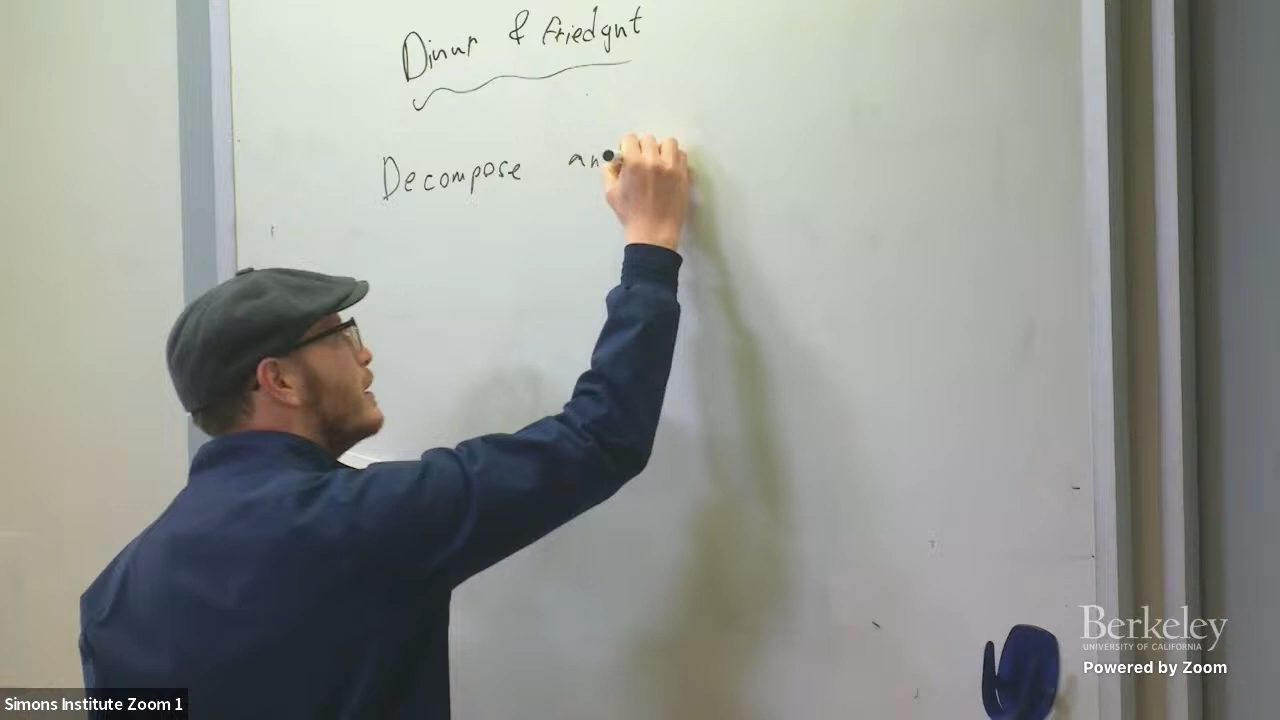 Dinur & Friedgut
Decompose an
Berkeley
UNIVERSITY OF CALIFORNIA
Powered by Zoom
Simons Institute Zoom 1